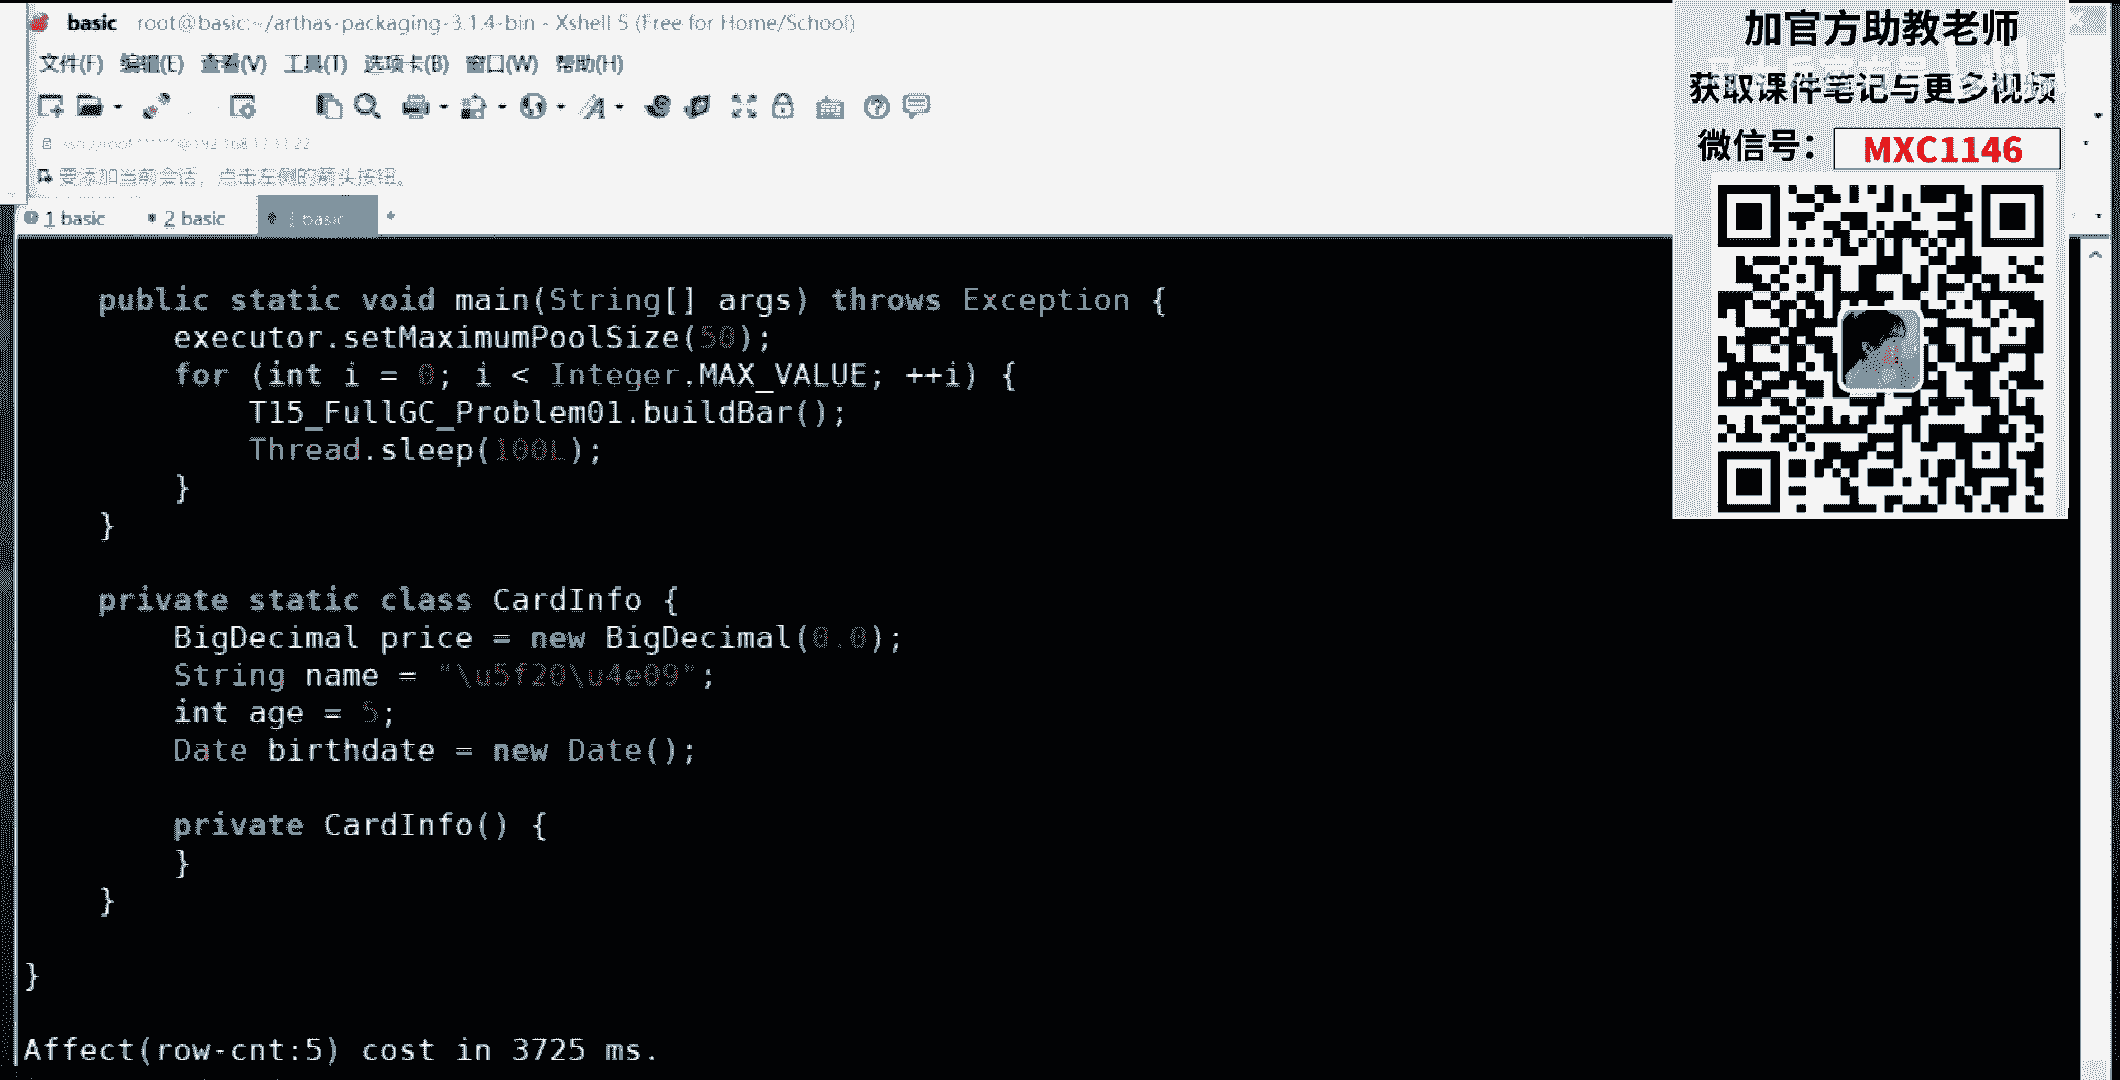 basic root@basic:~/arthas-packaging-3.1.4-bin - Xshell 5 (Free for Home/School)
文件(F) 编辑(E) 查看(V) 工具(T) 选项卡(B) 窗口(W) 帮助(H)
要添加当前会话，点击左侧的箭头按钮。
1 basic 2 basic basic
加官方助教老师
获取课件笔记与更多视频
微信号： MXC1146
public static void main(String[] args) throws Exception {
executor.setMaximumPoolSize(50);
for (int i = 0; i < Integer.MAX_VALUE; ++i) {
T15_FullGC_Problem01.buildBar();
Thread.sleep(100L);
}
}
private static class CardInfo {
BigDecimal price = new BigDecimal(0.0);
String name = "\u5f20\u4e09";
int age = 5;
Date birthdate = new Date();
private CardInfo() {
}
}
}
Affect(row-cnt:5) cost in 3725 ms.